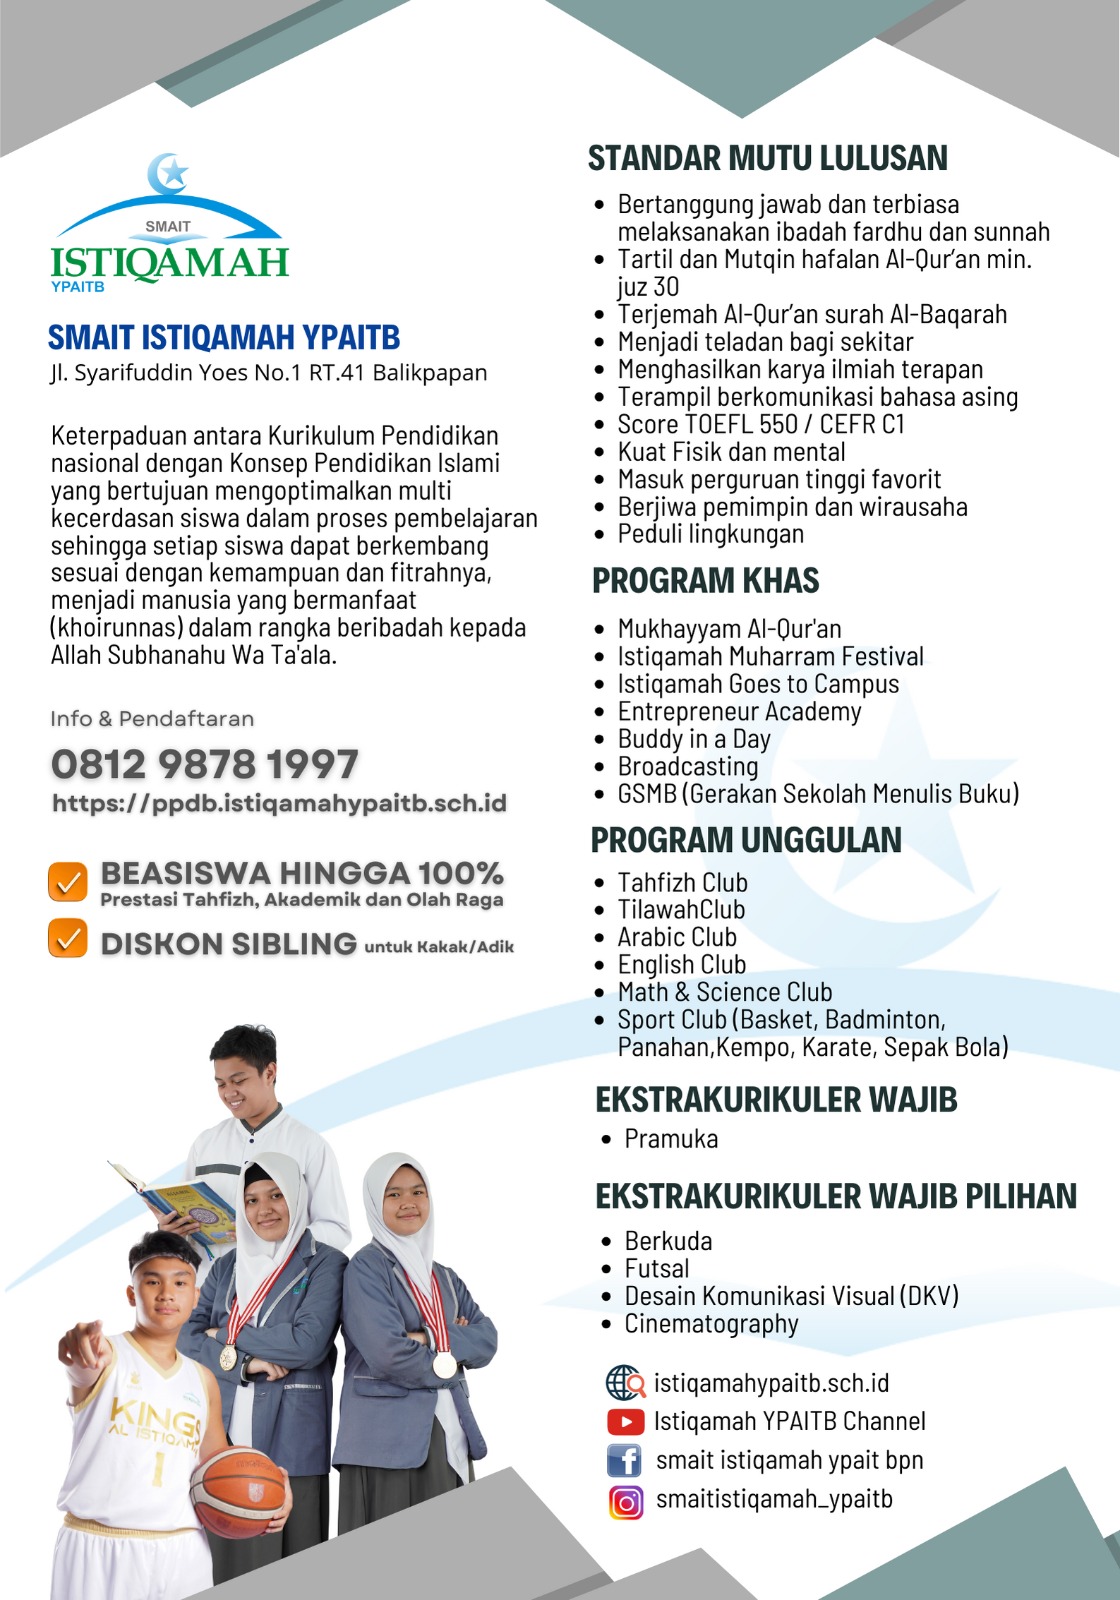 SMAIT
ISTIQAMAH
YPAITB
SMAIT ISTIQAMAH YPAITB
Jl. Syarifuddin Yoes No.1 RT.41 Balikpapan
Keterpaduan antara Kurikulum Pendidikan
nasional dengan Konsep Pendidikan Islami
yang bertujuan mengoptimalkan multi
kecerdasan siswa dalam proses pembelajaran
sehingga setiap siswa dapat berkembang
sesuai dengan kemampuan dan fitrahnya,
menjadi manusia yang bermanfaat
(khoirunnas) dalam rangka beribadah kepada
Allah Subhanahu Wa Ta'ala.
Info & Pendaftaran
0812 9878 1997
https://ppdb.istiqamahypaitb.sch.id
BEASISWA HINGGA 100%
Prestasi Tahfizh, Akademik dan Olah Raga
DISKON SIBLING untuk Kakak/Adik
KINGS
AL ISTIQAM
1
STANDAR MUTU LULUSAN
• Bertanggung jawab dan terbiasa
melaksanakan ibadah fardhu dan sunnah
• Tartil dan Mutqin hafalan Al-Qur’an min.
juz 30
• Terjemah Al-Qur’an surah Al-Baqarah
• Menjadi teladan bagi sekitar
• Menghasilkan karya ilmiah terapan
• Terampil berkomunikasi bahasa asing
• Score TOEFL 550 / CEFR C1
• Kuat Fisik dan mental
• Masuk perguruan tinggi favorit
• Berjiwa pemimpin dan wirausaha
• Peduli lingkungan
PROGRAM KHAS
• Mukhayyam Al-Qur'an
• Istiqamah Muharram Festival
• Istiqamah Goes to Campus
• Entrepreneur Academy
• Buddy in a Day
• Broadcasting
• GSMB (Gerakan Sekolah Menulis Buku)
PROGRAM UNGGULAN
• Tahfizh Club
• TilawahClub
• Arabic Club
• English Club
• Math & Science Club
• Sport Club (Basket, Badminton,
Panahan,Kempo, Karate, Sepak Bola)
EKSTRAKURIKULER WAJIB
• Pramuka
EKSTRAKURIKULER WAJIB PILIHAN
• Berkuda
• Futsal
• Desain Komunikasi Visual (DKV)
• Cinematography
istiqamahypaitb.sch.id
Istiqamah YPAITB Channel
smait istiqamah ypait bpn
smaitistiqamah_ypaitb